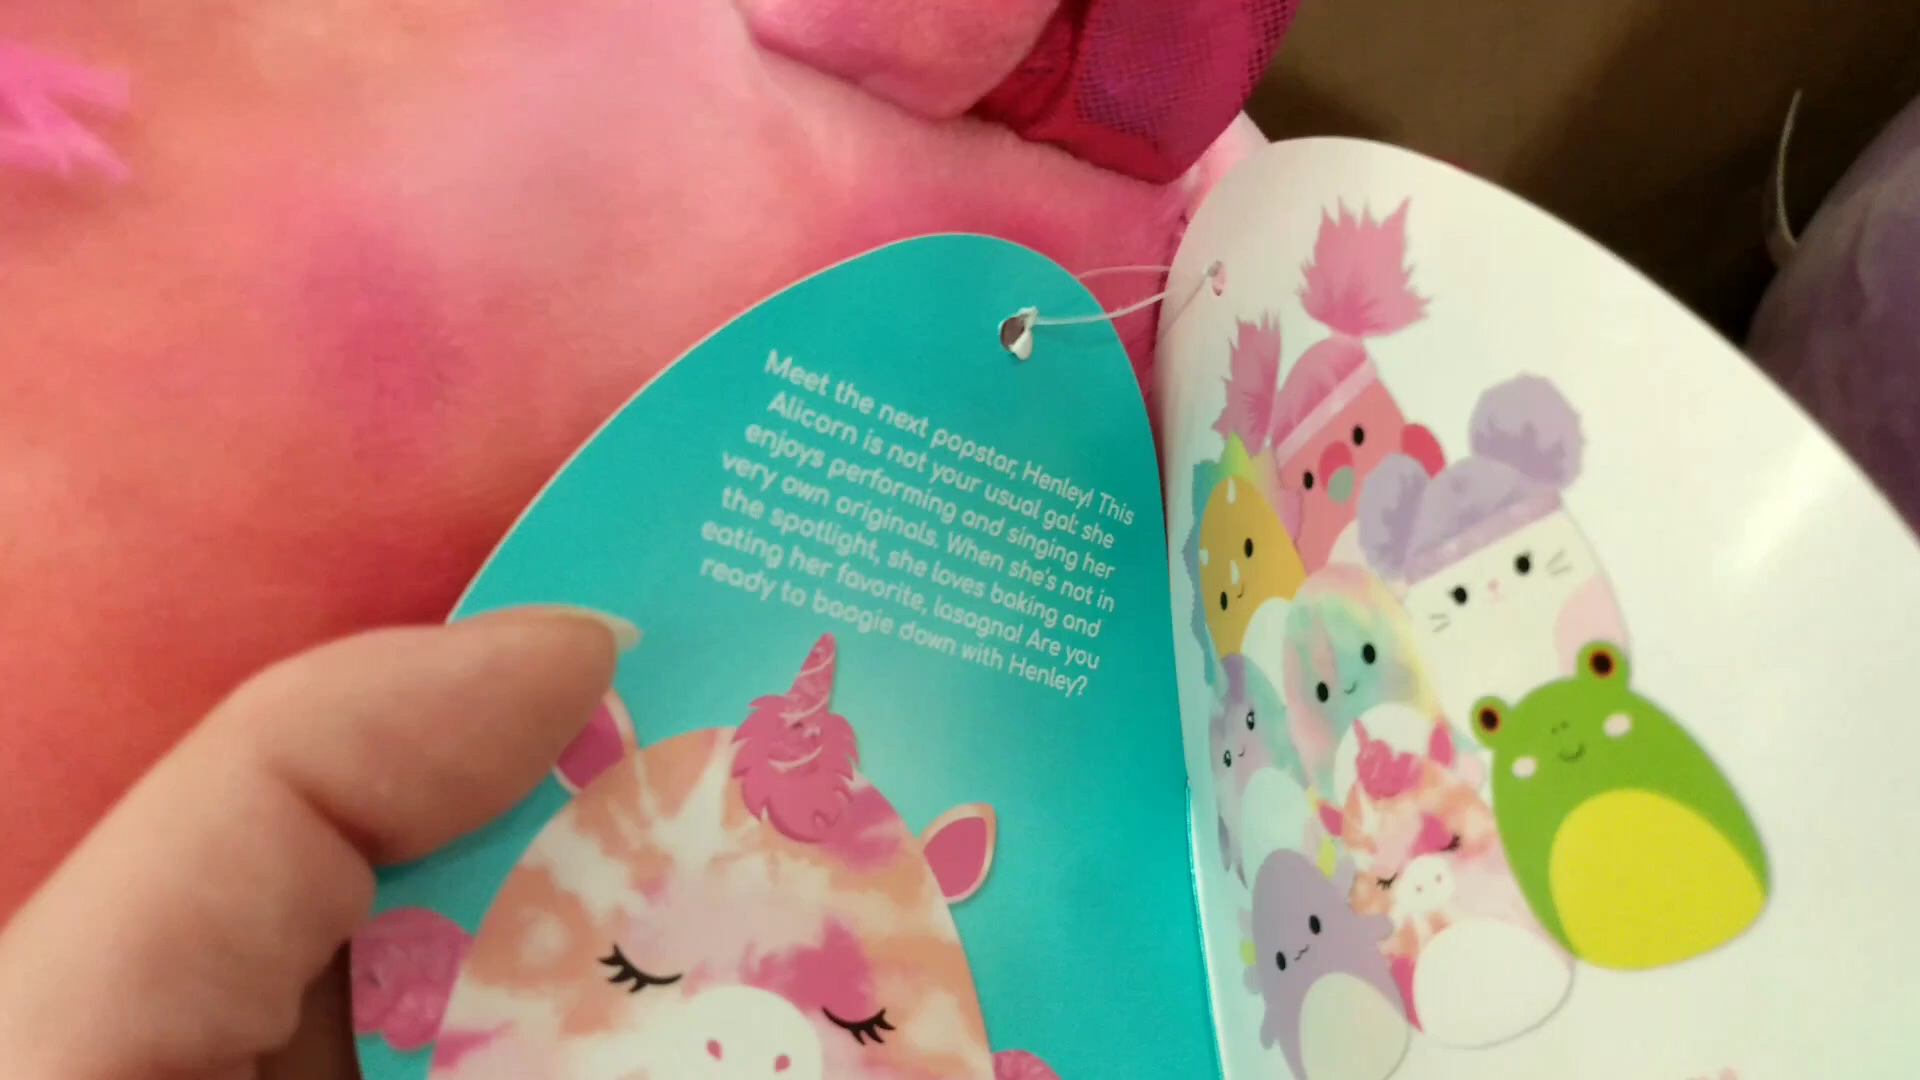 Meet the next popstar, Henley! This
Alicorn is not your usual gal: she
enjoys performing and singing her
very own originals. When she's not in
the spotlight, she loves baking and
eating her favorite, lasagna! Are you
ready to boogie down with Henley?